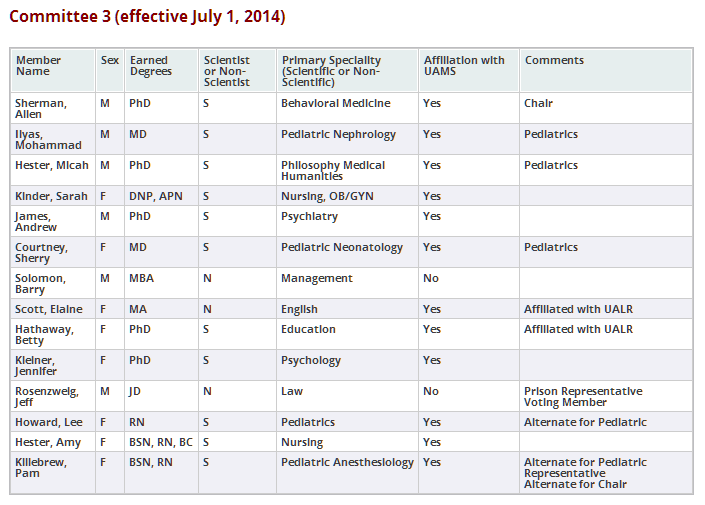 Committee 3 (effective July 1, 2014)
Member Name Sex Earned Degrees Scientist or Non-Scientist Primary Speciality (Scientific or Non-Scientific) Affiliation with UAMS Comments
Sherman, Allen M PhD S Behavioral Medicine Yes Chair
Ilyas, Mohammad M MD S Pediatric Nephrology Yes Pediatrics
Hester, Micah M PhD S Philosophy Medical Humanities Yes Pediatrics
Kinder, Sarah F DNP, APN S Nursing, OB/GYN Yes
James, Andrew M PhD S Psychiatry Yes
Courtney, Sherry F MD S Pediatric Neonatology Yes Pediatrics
Solomon, Barry M MBA N Management No
Scott, Elaine F MA N English Yes Affiliated with UALR
Hathaway, Betty F PhD S Education Yes Affiliated with UALR
Kleiner, Jennifer F PhD S Psychology Yes
Rosenzweig, Jeff M JD N Law No Prison Representative Voting Member
Howard, Lee F RN S Pediatrics Yes Alternate for Pediatric
Hester, Amy F BSN, RN, BC S Nursing Yes
Killebrew, Pam F BSN, RN S Pediatric Anesthesiology Yes Alternate for Pediatric Representative Alternate for Chair